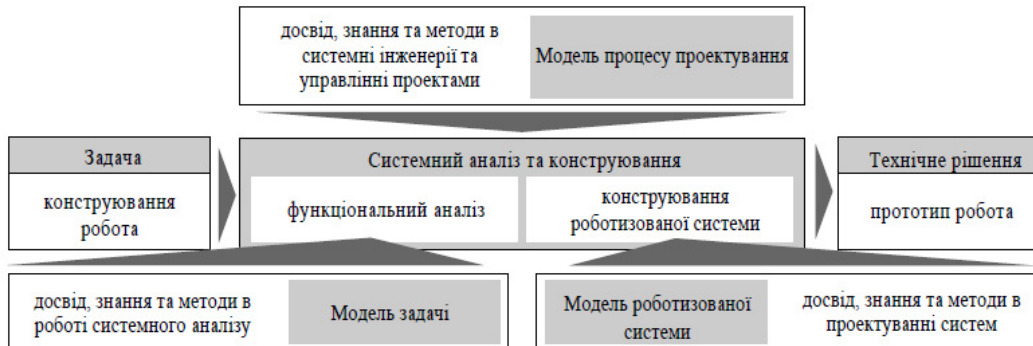 досвід, знання та методи в
системні інженерії та
управлінні проектами
Модель процесу проектування
Задача
конструювання
робота
Системний аналіз та конструювання
функціональний аналіз
конструювання
роботизованої системи
Технічне рішення
прототип робота
досвід, знання та методи в
роботі системного аналізу
Модель задачі
Модель роботизованої
системи
досвід, знання та методи в
проектуванні систем